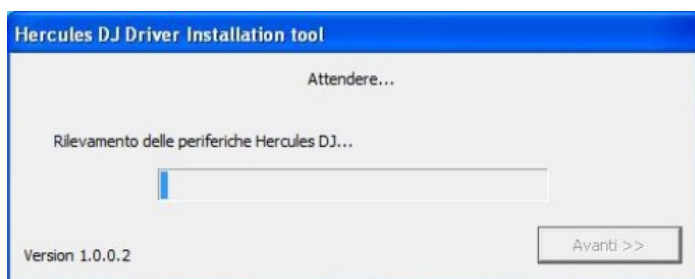 Hercules DJ Driver Installation tool
Attendere...
Rilevamento delle periferiche Hercules DJ...
Avanti >>
Version 1.0.0.2